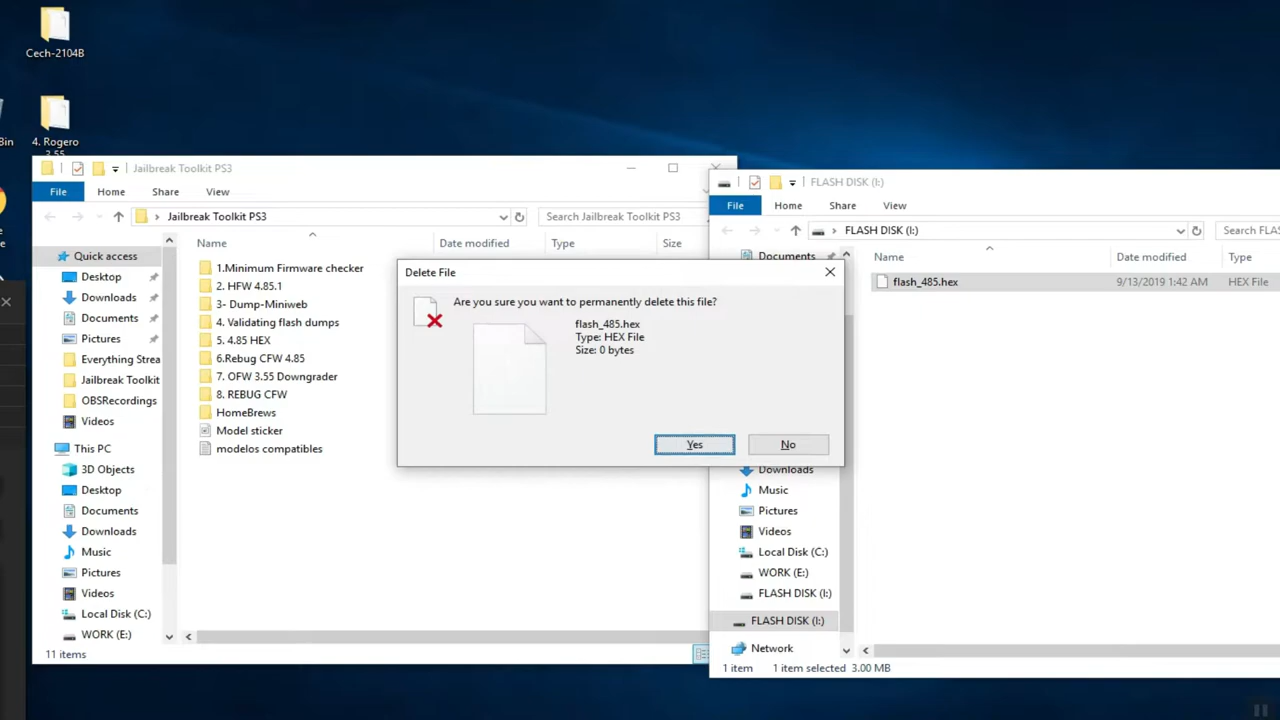 Cech-2104B
Bin
4. Rogero
3.55
e
e
Jailbreak Toolkit PS3
File
Home
Share
View
Jailbreak Toolkit PS3
Search Jailbreak Toolkit PS3
Quick access
Desktop
Downloads
Documents
Pictures
Everything Strea
Jailbreak Toolkit
OBSRecordings
Videos
This PC
3D Objects
Desktop
Documents
Downloads
Music
Pictures
Videos
Local Disk (C:)
WORK (E:)
Name
Date modified
Type
Size
1.Minimum Firmware checker
2. HFW 4.85.1
3- Dump-Miniweb
4. Validating flash dumps
5. 4.85 HEX
6.Rebug CFW 4.85
7. OFW 3.55 Downgrader
8. REBUG CFW
HomeBrews
Model sticker
modelos compatibles
11 items
Delete File
Are you sure you want to permanently delete this file?
flash_485.hex
Type: HEX File
Size: 0 bytes
Yes
No
FLASH DISK (I:)
File
Home
Share
View
FLASH DISK (I:)
Search FLAS
Documents
Name
Date modified
Type
flash_485.hex
9/13/2019 1:42 AM
HEX File
Downloads
Music
Pictures
Videos
Local Disk (C:)
WORK (E:)
FLASH DISK (I:)
FLASH DISK (I:)
Network
1 item
1 item selected 3.00 MB